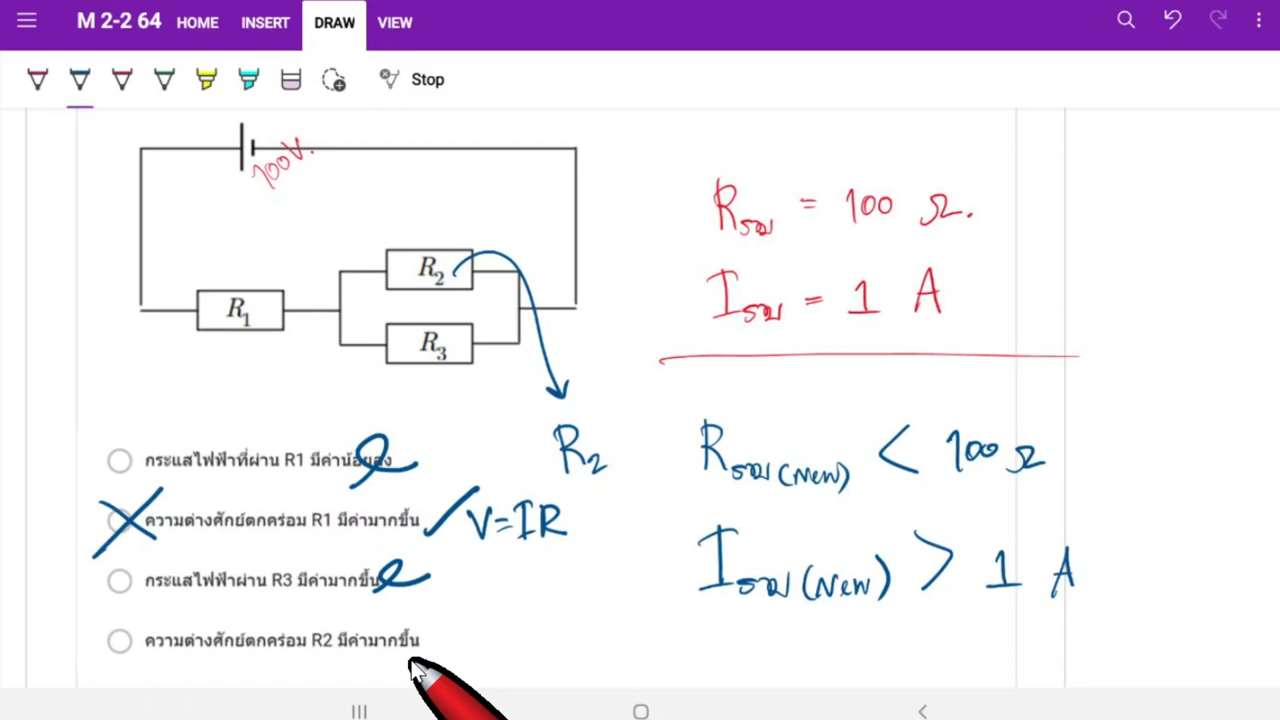 M 2-2 64 HOME INSERT DRAW VIEW
Stop
100V.
R2
R1
R3
Rรวม = 100 Ω.
Iรวม = 1 A
R2
Rรวม(New) < 100 Ω
Iรวม(New) > 1 A
กระแสไฟฟ้าที่ผ่าน R1 มีค่าน้อยลง
ความต่างศักย์ตกคร่อม R1 มีค่ามากขึ้น ✓ V=IR
กระแสไฟฟ้าผ่าน R3 มีค่ามากขึ้น
ความต่างศักย์ตกคร่อม R2 มีค่ามากขึ้น